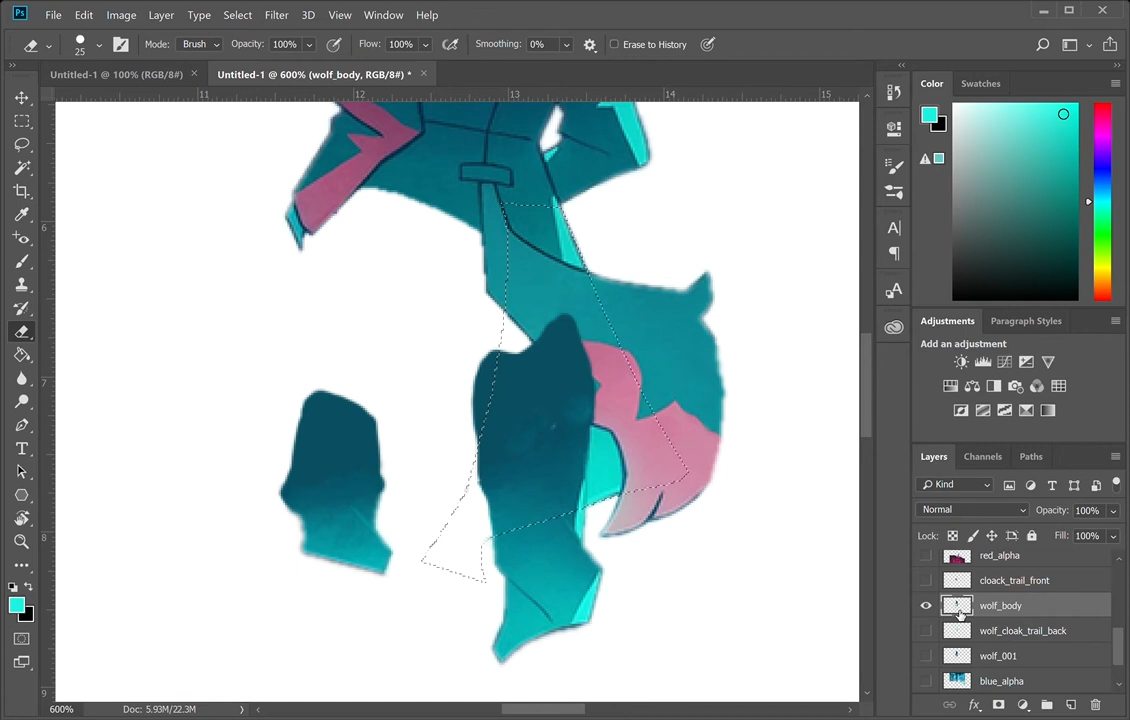 Ps File Edit Image Layer Type Select Filter 3D View Window Help
25 Mode: Brush Opacity: 100% Flow: 100% Smoothing: 0% Erase to History
Untitled-1 @ 100% (RGB/8#) × Untitled-1 @ 600% (wolf_body, RGB/8#) * ×
11 12 13 14 15
6
7
8
9
Color Swatches
Adjustments Paragraph Styles
Add an adjustment
Layers Channels Paths
Kind
Normal Opacity: 100%
Lock: Fill: 100%
red_alpha
cloack_trail_front
wolf_body
wolf_cloak_trail_back
wolf_001
blue_alpha
600% Doc: 5.93M/22.3M